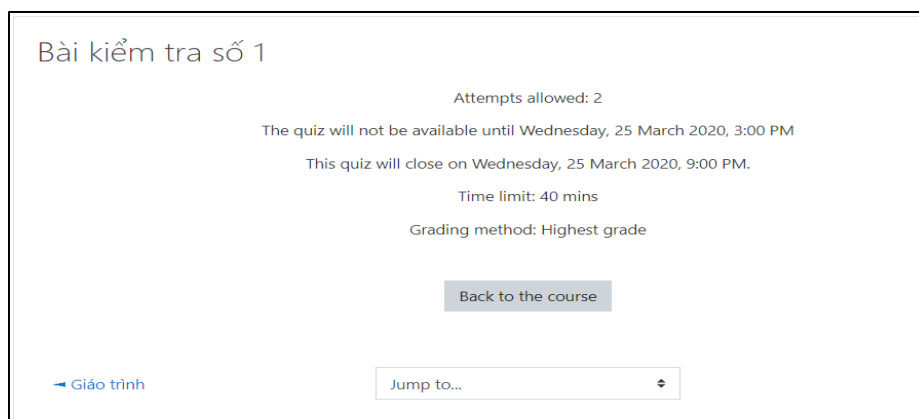 Bài kiểm tra số 1
Attempts allowed: 2
The quiz will not be available until Wednesday, 25 March 2020, 3:00 PM
This quiz will close on Wednesday, 25 March 2020, 9:00 PM.
Time limit: 40 mins
Grading method: Highest grade
Back to the course
◄ Giáo trình
Jump to...